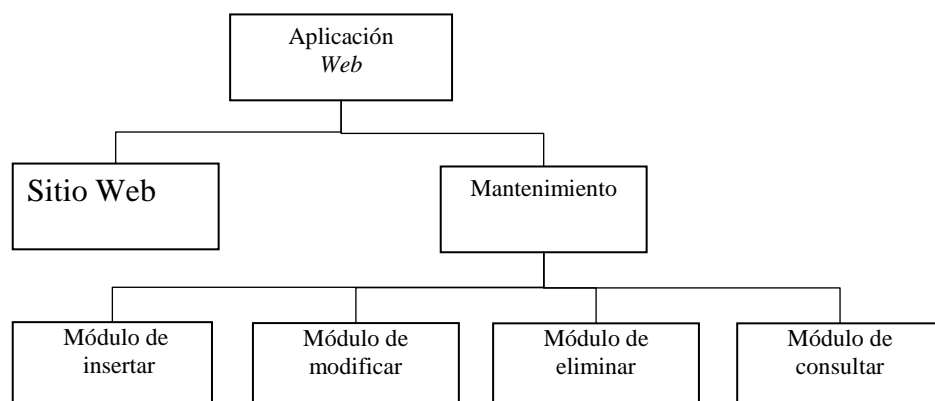 Aplicación
Web
Sitio Web
Mantenimiento
Módulo de
insertar
Módulo de
modificar
Módulo de
eliminar
Módulo de
consultar